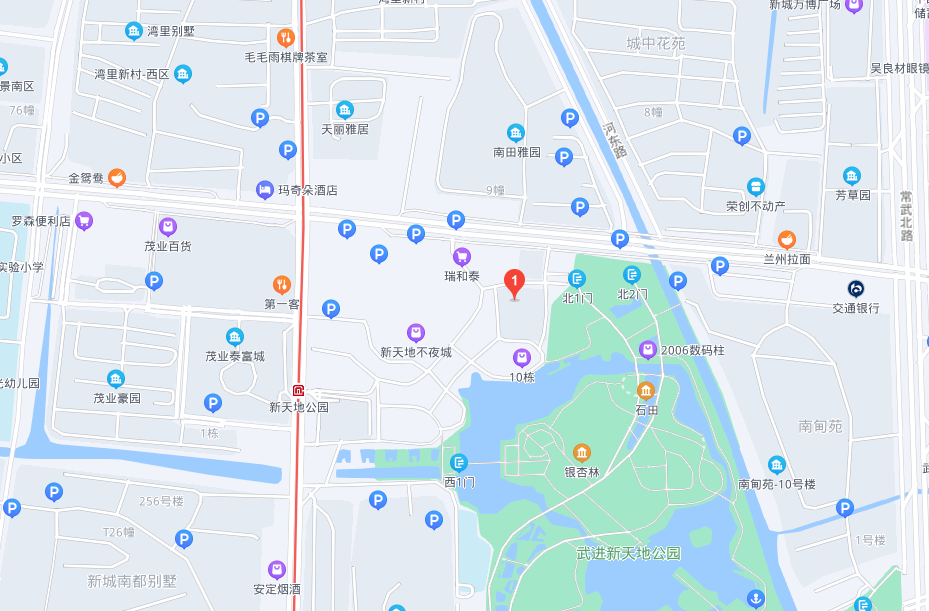 湾里新村
新城万博广场
储
湾里别墅
城中花苑
毛毛雨棋牌茶室
吴良材眼镜
湾里新村-西区
景南区
76幢
8幢
天丽雅居
河东路
南田雅园
小区
金鸳鸯
9幢
玛奇朵酒店
芳草园
荣创不动产
常武北路
罗森便利店
茂业百货
兰州拉面
实验小学
瑞和泰
1
北1门
北2门
第一客
交通银行
新天地不夜城
2006数码柱
茂业泰富城
10栋
光幼儿园
茂业豪园
新天地公园
石田
1栋
南甸苑
银杏林
西1门
南甸苑-10号楼
武
256号楼
T26幢
1号楼
武进新天地公园
新城南都别墅
安定烟酒